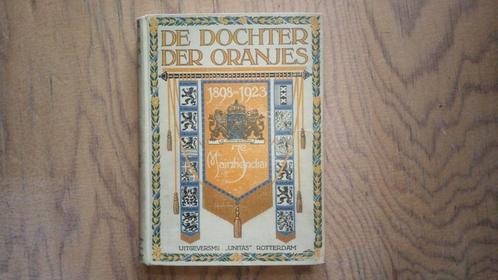 DE DOCHTER
DER ORANJES
1898-1923
UITGEVERSMIJ „UNITAS" ROTTERDAM